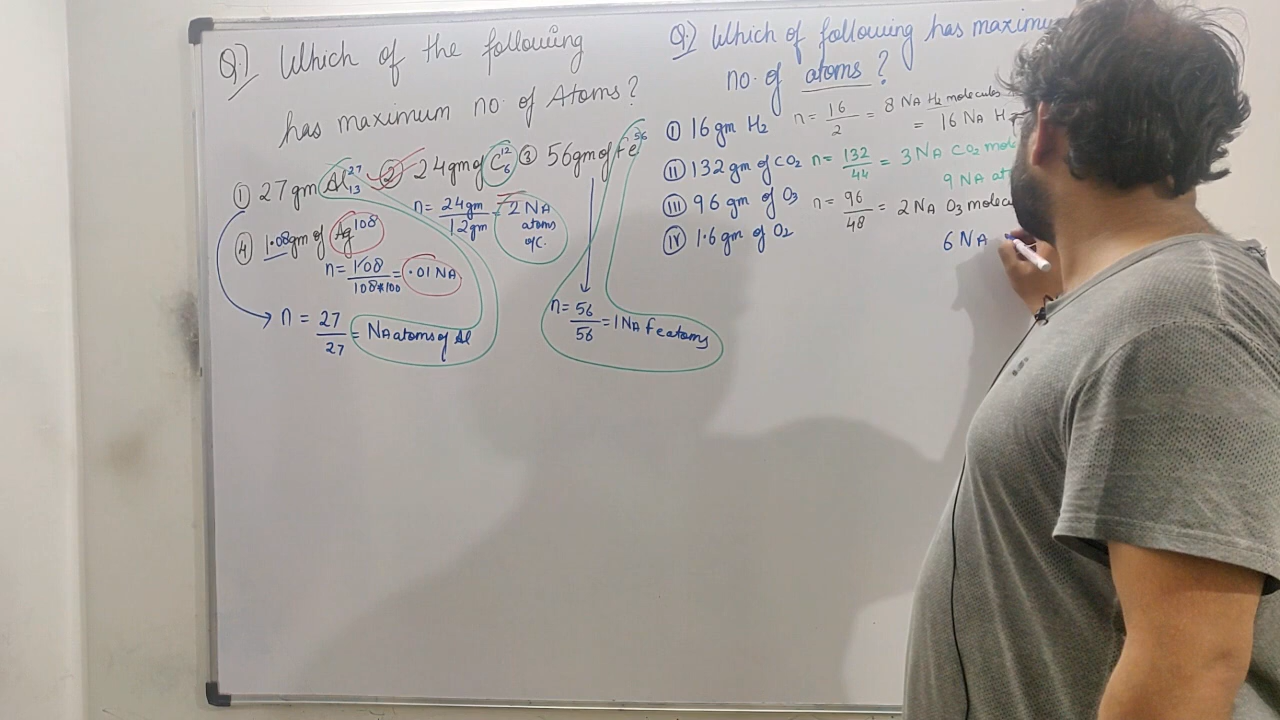 Q.) Which of the following
has maximum no. of Atoms?
① 27 gm Al 27 13 ② 24 gm of C 12 6 ③ 56 gm of Fe 56
n = 24gm / 12gm = 2 NA atoms of C.
④ 1.08 gm of Ag 108
n = 108 / 108*100 = .01 NA
n = 27 / 27 = NA atoms of Al
n = 56 / 56 = 1 NA Fe atoms
Q.) Which of following has
no. of atoms?
Ⓘ 16 gm H2 n = 16 / 2 = 8 NA H2 molecules
= 16 NA H
Ⓘⓘ 132 gm of CO2 n = 132 / 44 = 3 NA CO2
9 NA
Ⓘⓘⓘ 96 gm of O3 n = 96 / 48 = 2 NA O3
6 NA
ⒾⓋ 1.6 gm of O2